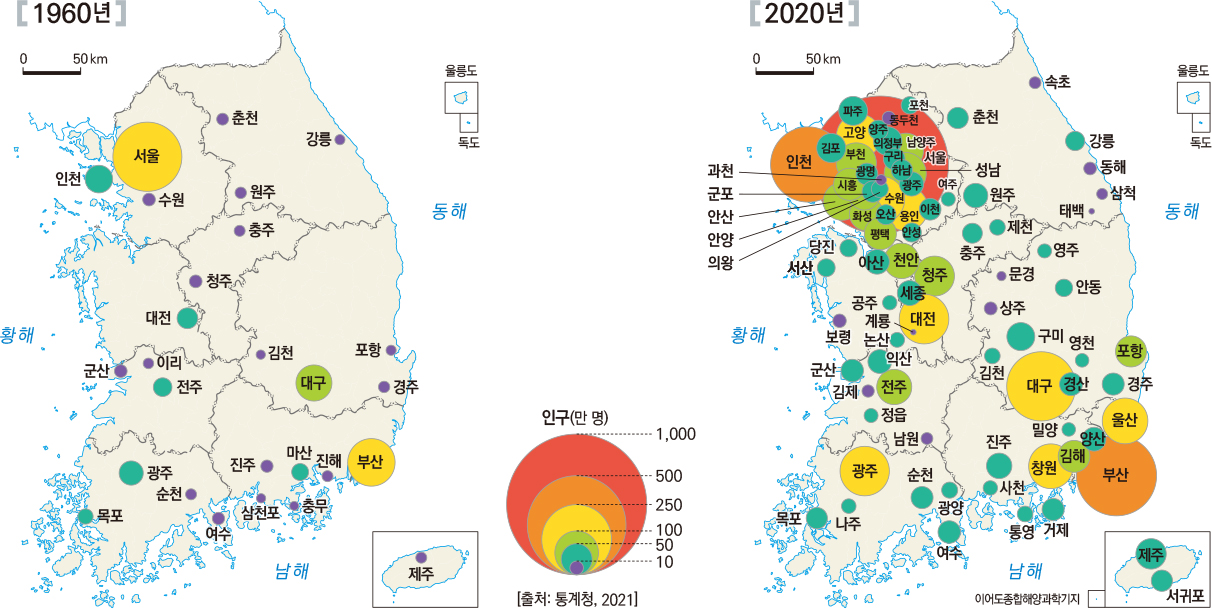 [1960년]
0 50 km
울릉도
독도
춘천
강릉
서울
인천
수원
원주
동해
충주
청주
대전
황해
군산
이리
전주
김천
포항
대구
경주
부산
마산
진해
진주
광주
순천
목포
여수
삼천포
충무
남해
제주
인구(만 명)
1,000
500
250
100
50
10
[출처: 통계청, 2021]
[2020년]
0 50 km
울릉도
독도
속초
파주
포천
동두천
춘천
고양
양주
의정부
남양주
강릉
인천
김포
부천
구리
서울
과천
광명
하남
성남
동해
군포
시흥
광주
여주
원주
삼척
안산
수원
이천
태백
동해
화성
오산
용인
안양
평택
안성
제천
의왕
당진
충주
영주
서산
아산
천안
청주
문경
안동
공주
세종
상주
보령
계룡
대전
황해
논산
구미
영천
포항
군산
익산
김천
김제
전주
대구
경산
경주
정읍
울산
남원
밀양
양산
진주
김해
광주
순천
창원
부산
사천
광양
목포
나주
통영
거제
여수
남해
제주
서귀포
이어도종합해양과학기지